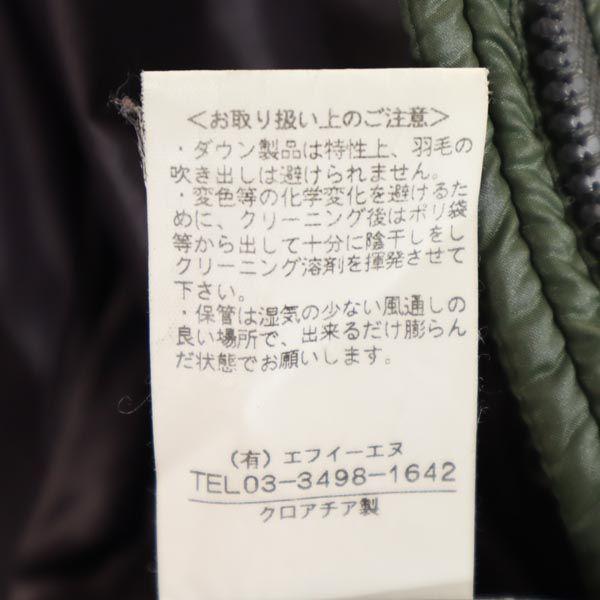 ＜お取り扱い上のご注意＞
・ダウン製品は特性上、羽毛の
吹き出しは避けられません。
・変色等の化学変化を避けるた
めに、クリーニング後はポリ袋
等から出して十分に陰干しをし
クリーニング溶剤を揮発させて
下さい。
・保管は湿気の少ない風通しの
良い場所で、出来るだけ膨らん
だ状態でお願いします。
（有）エフィーエヌ
TEL03-3498-1642
クロアチア製